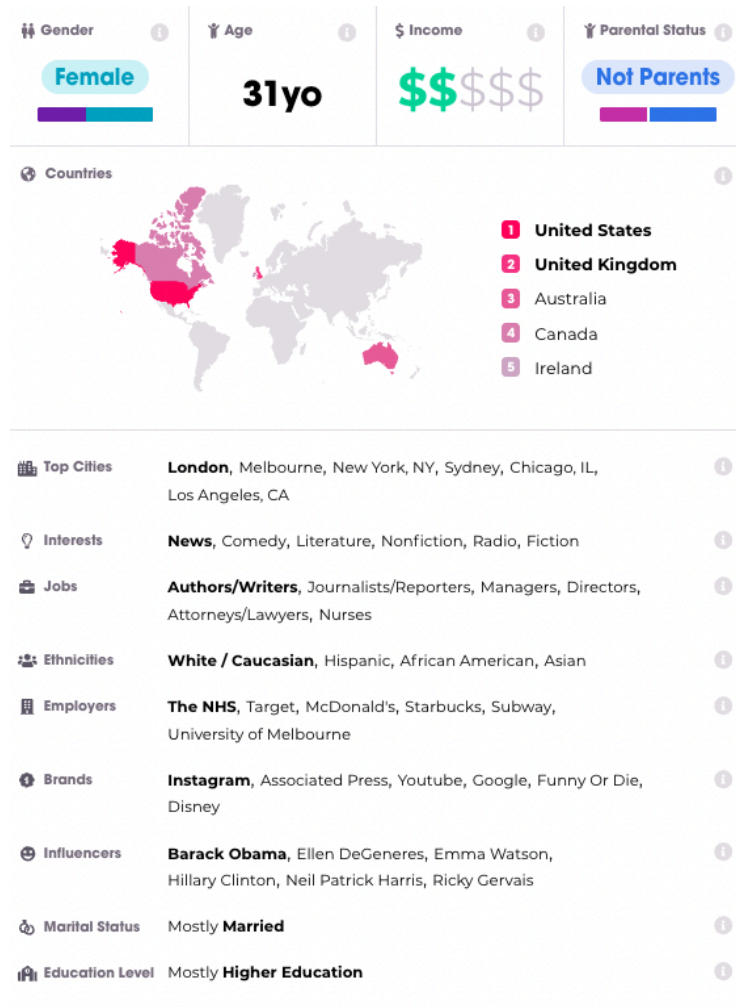 Gender
Age
$ Income
Parental Status
Female
31yo
$$$$$
Not Parents
Countries
1 United States
2 United Kingdom
3 Australia
4 Canada
5 Ireland
Top Cities
London, Melbourne, New York, NY, Sydney, Chicago, IL,
Los Angeles, CA
Interests
News, Comedy, Literature, Nonfiction, Radio, Fiction
Jobs
Authors/Writers, Journalists/Reporters, Managers, Directors,
Attorneys/Lawyers, Nurses
Ethnicities
White / Caucasian, Hispanic, African American, Asian
Employers
The NHS, Target, McDonald's, Starbucks, Subway,
University of Melbourne
Brands
Instagram, Associated Press, Youtube, Google, Funny Or Die,
Disney
Influencers
Barack Obama, Ellen DeGeneres, Emma Watson,
Hillary Clinton, Neil Patrick Harris, Ricky Gervais
Marital Status
Mostly Married
Education Level
Mostly Higher Education